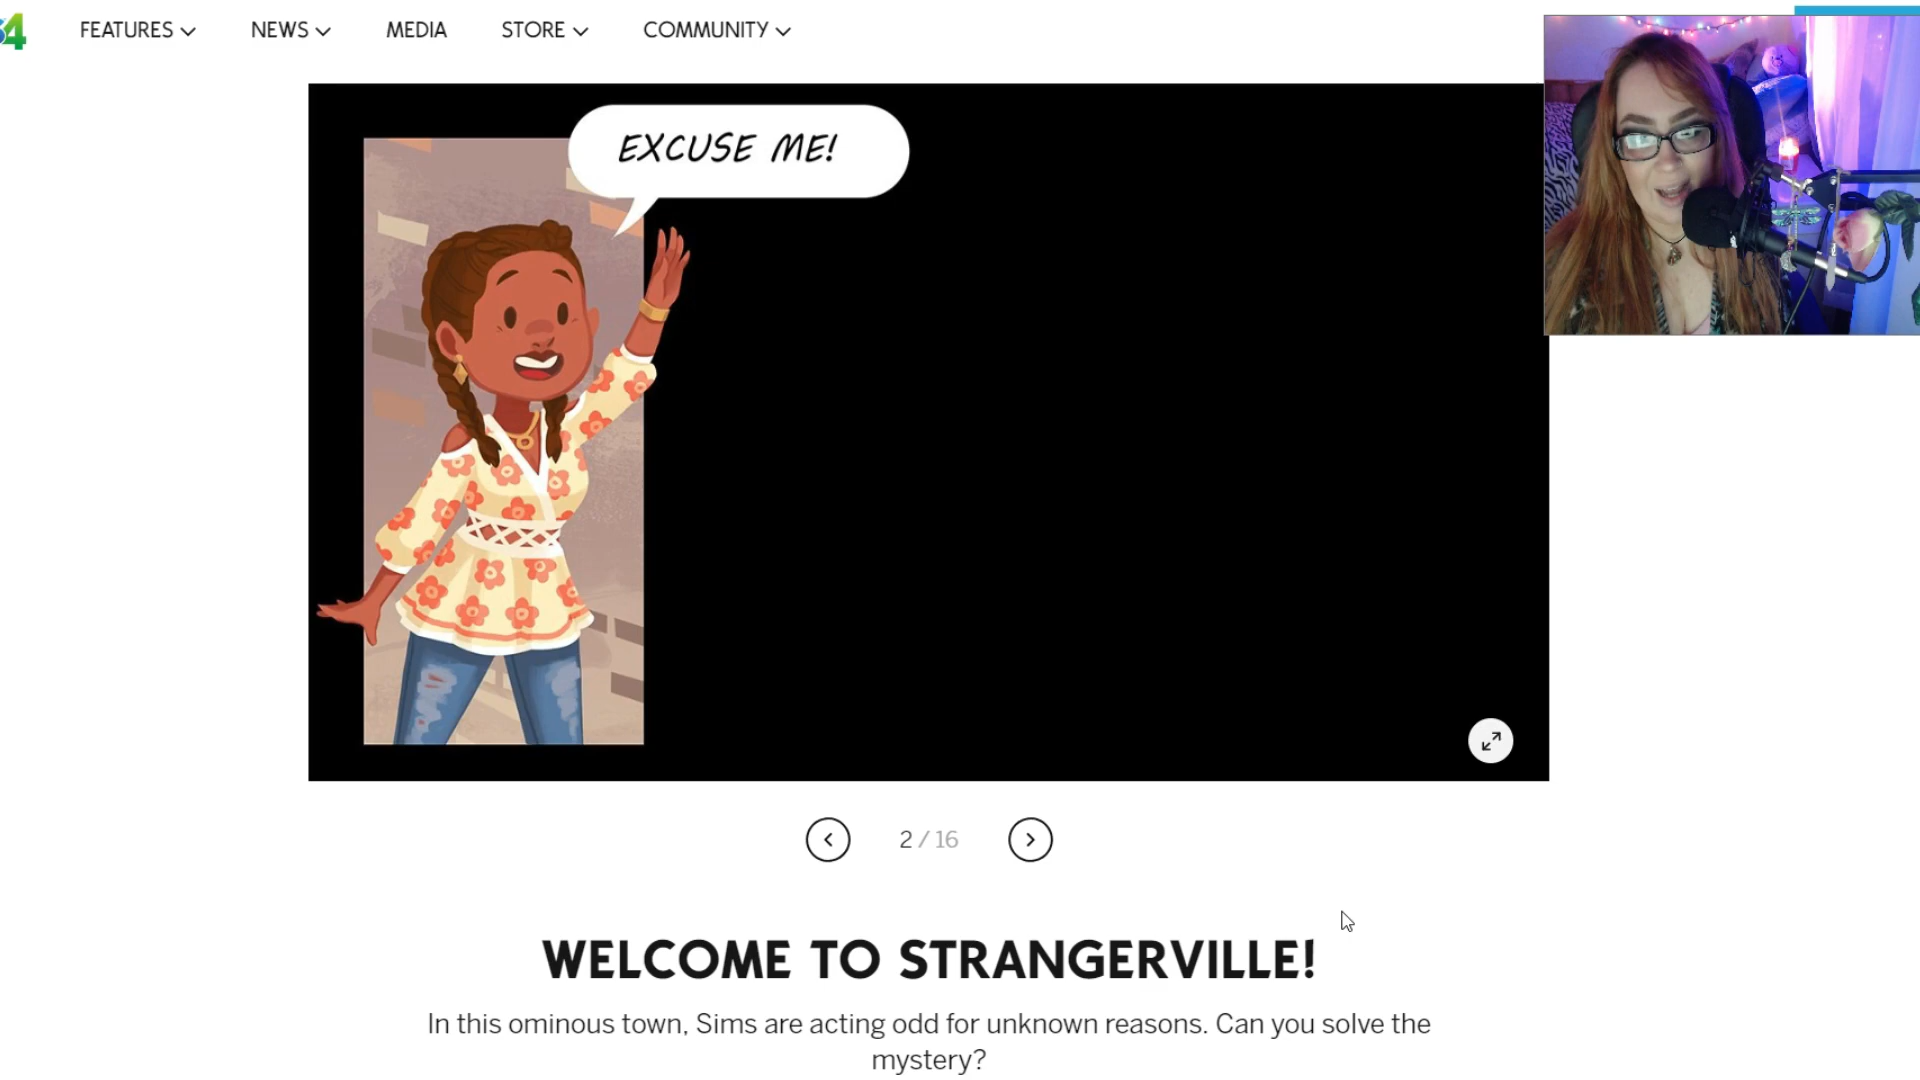 4
FEATURES
NEWS
MEDIA
STORE
COMMUNITY
EXCUSE ME!
2 / 16
WELCOME TO STRANGERVILLE!
In this ominous town, Sims are acting odd for unknown reasons. Can you solve the
mystery?